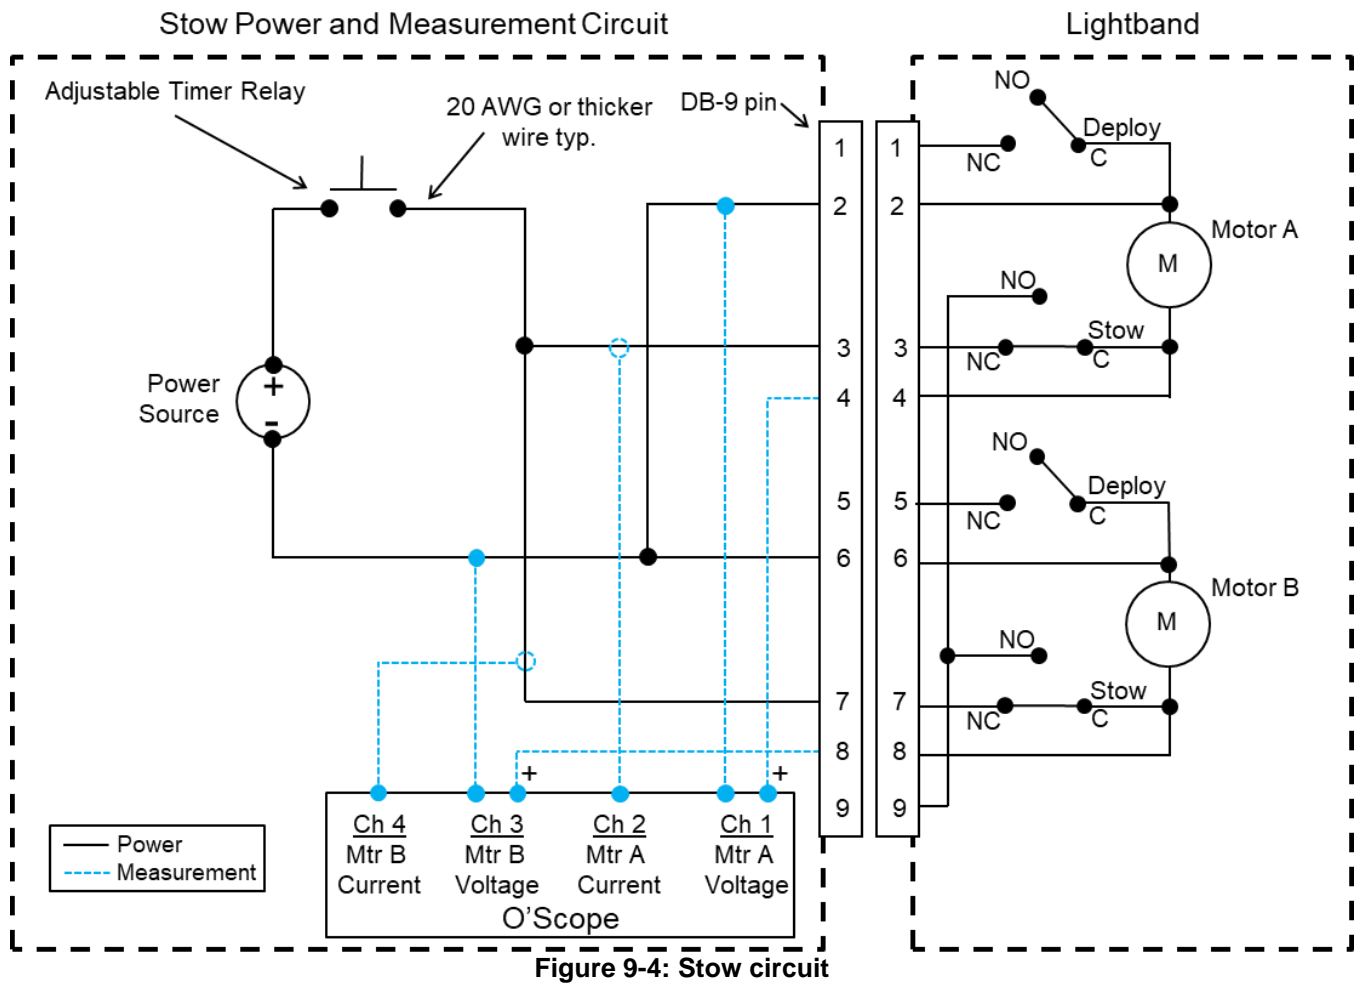 Stow Power and Measurement Circuit
Lightband
Adjustable Timer Relay
20 AWG or thicker
wire typ.
DB-9 pin
Power
Source
+
-
1
2
3
4
5
6
7
8
9
1
2
3
4
5
6
7
8
9
NO
Deploy
NC
C
Motor A
M
NO
Stow
NC
C
NO
Deploy
NC
C
Motor B
M
NO
Stow
NC
C
+
+
Ch 4
Mtr B
Current
Ch 3
Mtr B
Voltage
Ch 2
Mtr A
Current
Ch 1
Mtr A
Voltage
O'Scope
Power
Measurement
Figure 9-4: Stow circuit